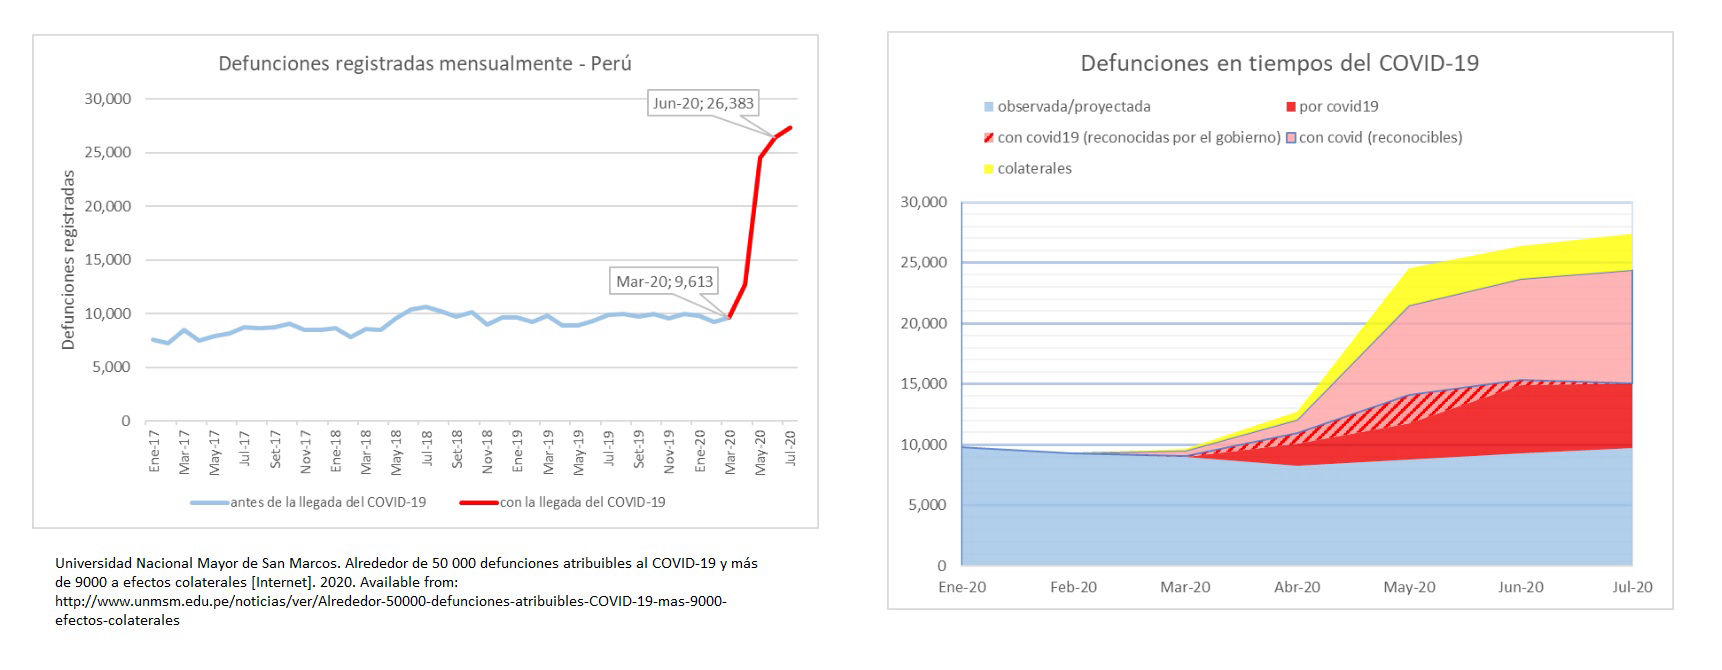 Defunciones registradas mensualmente - Perú
Defunciones registradas
30,000
25,000
20,000
15,000
10,000
5,000
0
Jun-20; 26,383
Mar-20; 9,613
Ene-17
Mar-17
May-17
Jul-17
Set-17
Nov-17
Ene-18
Mar-18
May-18
Jul-18
Set-18
Nov-18
Ene-19
Mar-19
May-19
Jul-19
Set-19
Nov-19
Ene-20
Mar-20
May-20
Jul-20
antes de la llegada del COVID-19
con la llegada del COVID-19
Universidad Nacional Mayor de San Marcos. Alrededor de 50 000 defunciones atribuibles al COVID-19 y más
de 9000 a efectos colaterales [Internet]. 2020. Available from:
http://www.unmsm.edu.pe/noticias/ver/Alrededor-50000-defunciones-atribuibles-COVID-19-mas-9000-
efectos-colaterales
Defunciones en tiempos del COVID-19
observada/proyectada
por covid19
con covid19 (reconocidas por el gobierno)
con covid (reconocibles)
colaterales
30,000
25,000
20,000
15,000
10,000
5,000
0
Ene-20
Feb-20
Mar-20
Abr-20
May-20
Jun-20
Jul-20